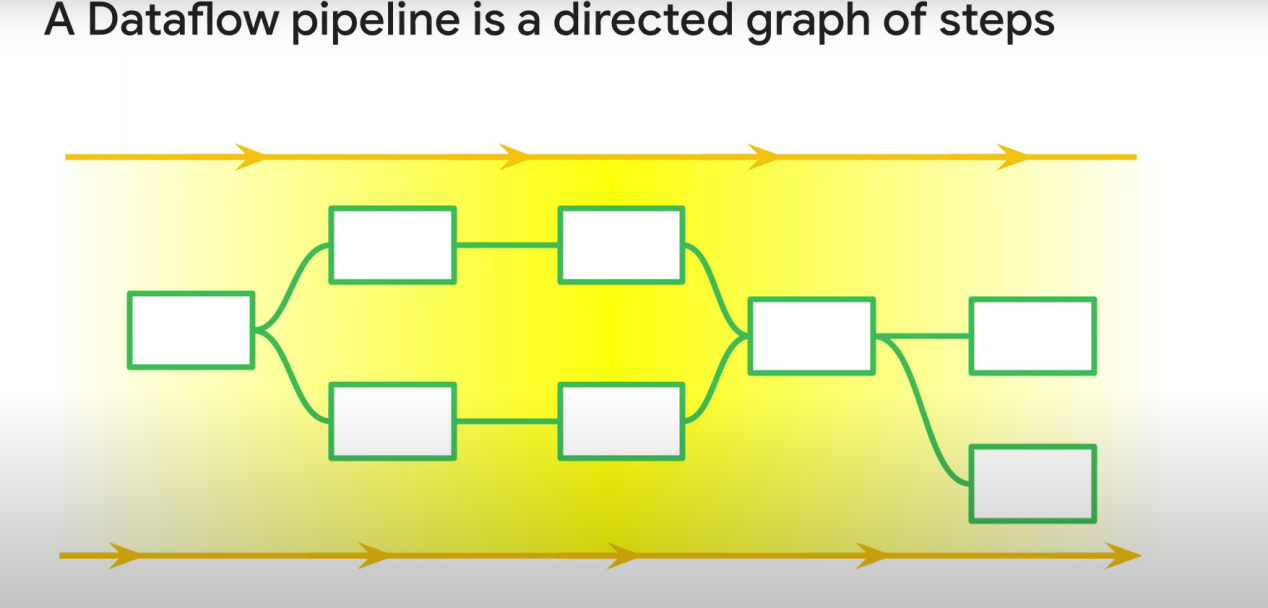 A Dataflow pipeline is a directed graph of steps